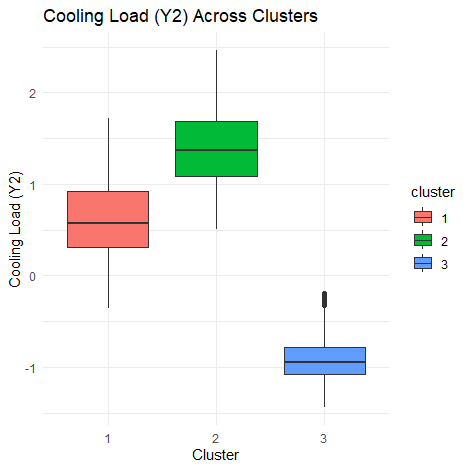 Cooling Load (Y2) Across Clusters
Cooling Load (Y2)
2
1
0
-1
1
2
3
Cluster
cluster
1
2
3